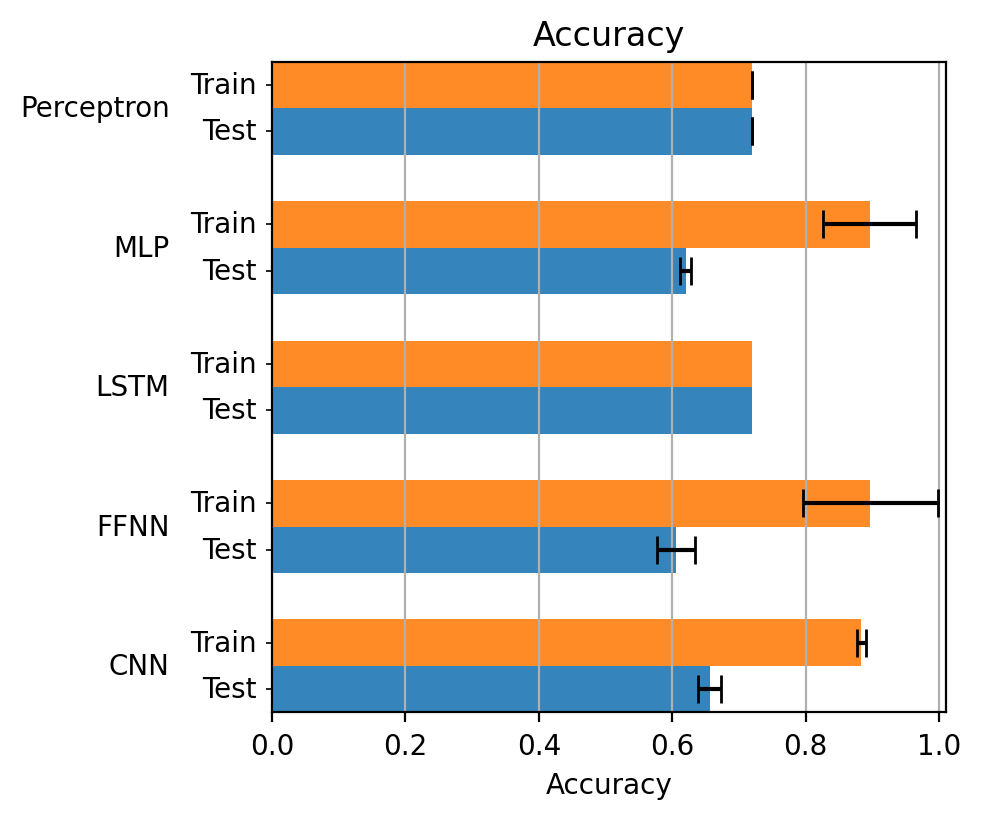 Accuracy
Perceptron
Train
Test
MLP
Train
Test
LSTM
Train
Test
FFNN
Train
Test
CNN
Train
Test
0.0 0.2 0.4 0.6 0.8 1.0
Accuracy